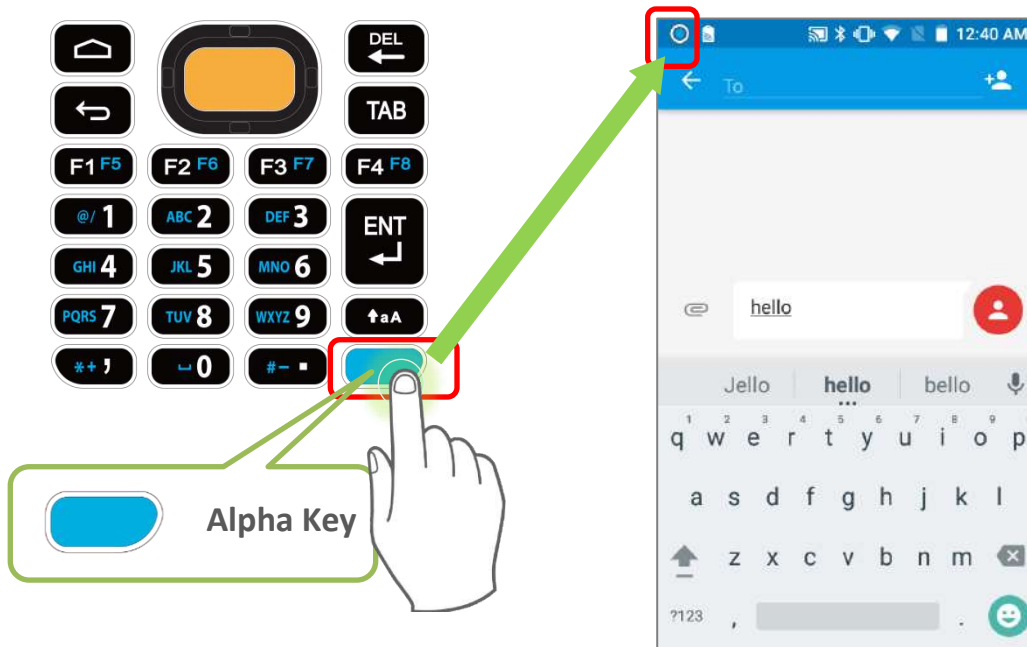 DEL
TAB
F1 F5 F2 F6 F3 F7 F4 F8
@/ 1 ABC 2 DEF 3 ENT
GHI 4 JKL 5 MNO 6
PQRS 7 TUV 8 WXYZ 9 aA
*+ , 0 #- .
Alpha Key
12:40 AM
To
hello
Jello hello bello
1 2 3 4 5 6 7 8 9
q w e r t y u i o p
a s d f g h j k l
z x c v b n m
?123 , .